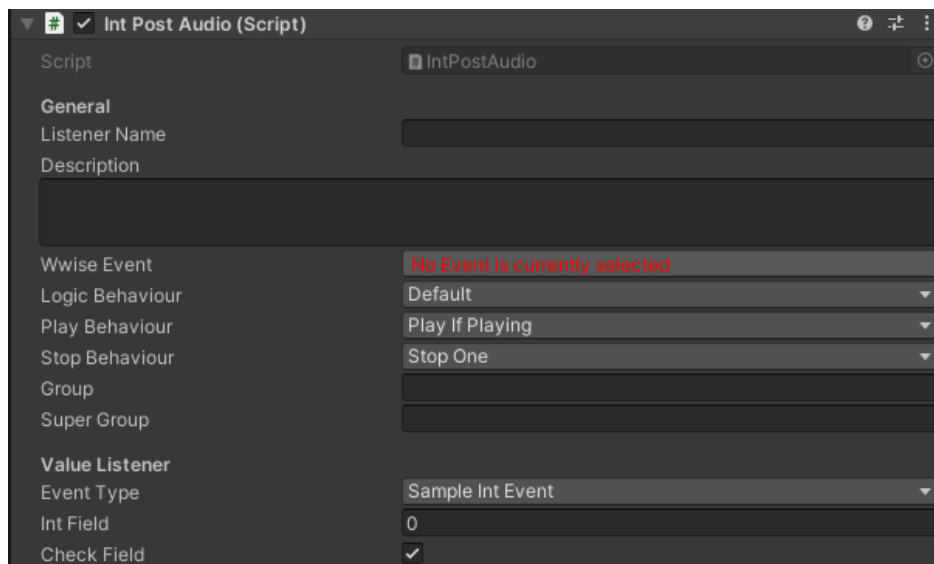 Int Post Audio (Script)
Script IntPostAudio
General
Listener Name
Description
Wwise Event No Event is currently selected
Logic Behaviour Default
Play Behaviour Play If Playing
Stop Behaviour Stop One
Group
Super Group
Value Listener
Event Type Sample Int Event
Int Field 0
Check Field